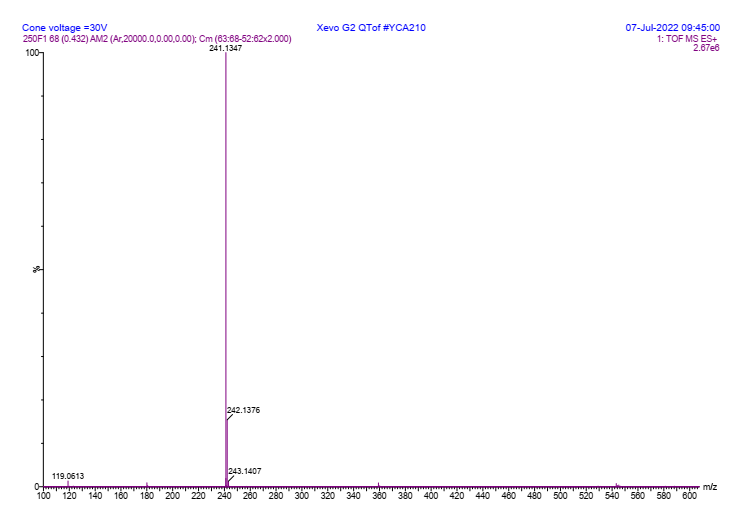 Cone voltage =30V Xevo G2 QTof #YCA210 07-Jul-2022 09:45:00
250F1 68 (0.432) AM2 (Ar,20000.0,0.00,0.00); Cm (63:68-52:62x2.000) 1: TOF MS ES+
2.67e6
241.1347
100
%
242.1376
243.1407
119.0613
0
m/z
100 120 140 160 180 200 220 240 260 280 300 320 340 360 380 400 420 440 460 480 500 520 540 560 580 600